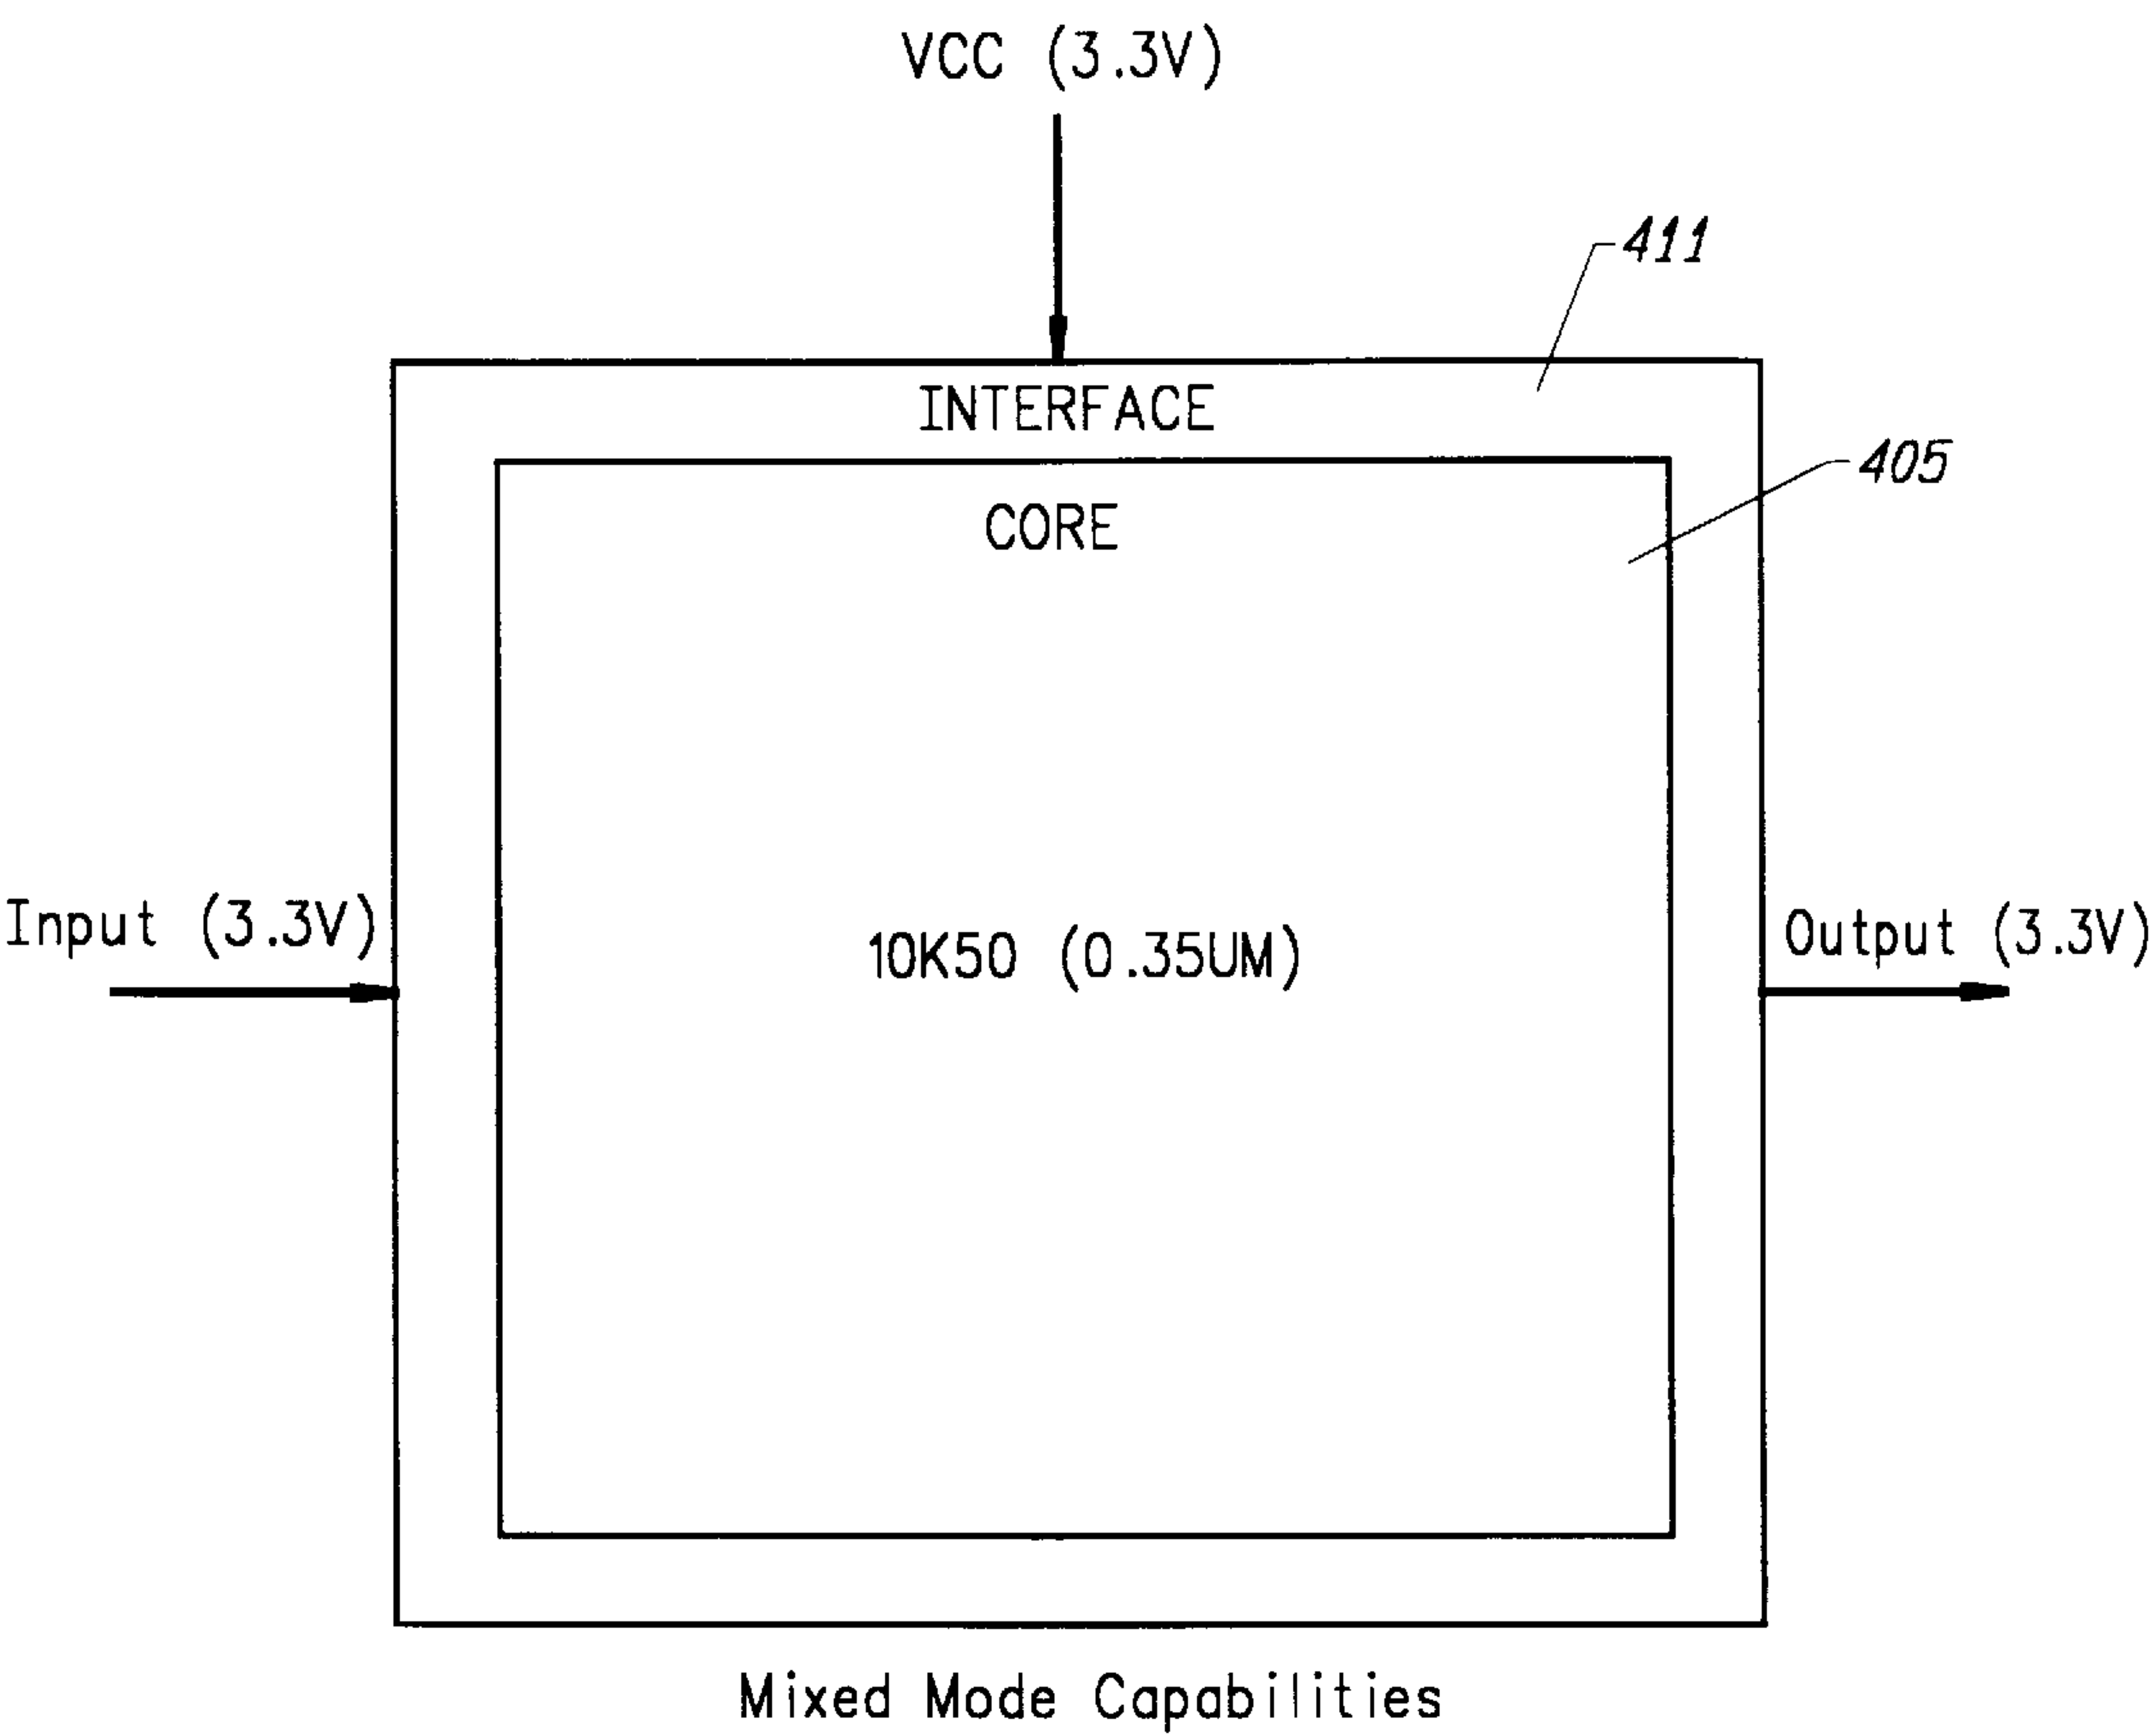 VCC (3.3V)
411
INTERFACE
405
CORE
Input (3.3V)
Output (3.3V)
10K50 (0.35UM)
Mixed Mode Capabilities